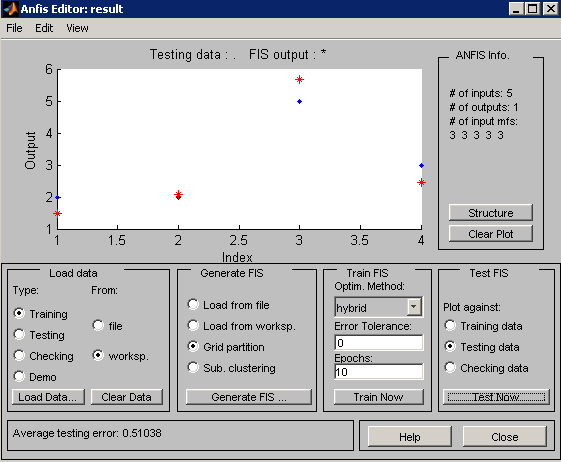 Anfis Editor: result
File Edit View
Testing data : .   FIS output : *
6
5
4
3
2
1
Output
1 1.5 2 2.5 3 3.5 4
Index
ANFIS Info.
# of inputs: 5
# of outputs: 1
# of input mfs:
3 3 3 3 3
Structure
Clear Plot
Load data
Type: From:
Training
Testing
Checking
Demo
file
worksp.
Load Data... Clear Data
Generate FIS
Load from file
Load from worksp.
Grid partition
Sub. clustering
Generate FIS ...
Train FIS
Optim. Method:
hybrid
Error Tolerance:
0
Epochs:
10
Train Now
Test FIS
Plot against:
Training data
Testing data
Checking data
Test Now
Average testing error: 0.51038
Help Close